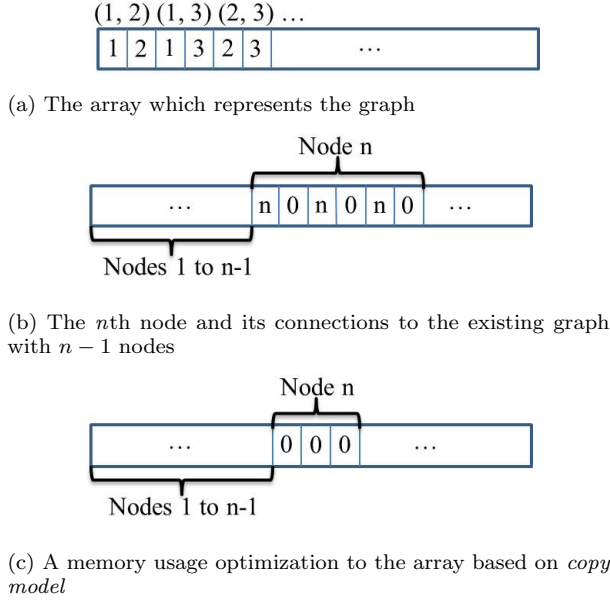 (1, 2) (1, 3) (2, 3) ...
1 2 1 3 2 3 ...
(a) The array which represents the graph
Node n
... n 0 n 0 n 0 ...
Nodes 1 to n-1
(b) The nth node and its connections to the existing graph
with n − 1 nodes
Node n
... 0 0 0 ...
Nodes 1 to n-1
(c) A memory usage optimization to the array based on copy
model